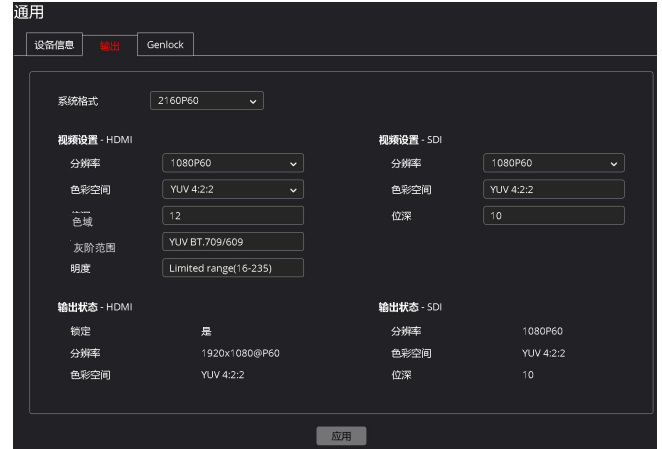 通用
设备信息 输出 Genlock
系统格式 2160P60
视频设置 - HDMI 视频设置 - SDI
分辨率 1080P60 分辨率 1080P60
色彩空间 YUV 4:2:2 色彩空间 YUV 4:2:2
色域 12 位深 10
灰阶范围 YUV BT.709/609
明度 Limited range(16-235)
输出状态 - HDMI 输出状态 - SDI
锁定 是 分辨率 1080P60
分辨率 1920x1080@P60 色彩空间 YUV 4:2:2
色彩空间 YUV 4:2:2 位深 10
应用